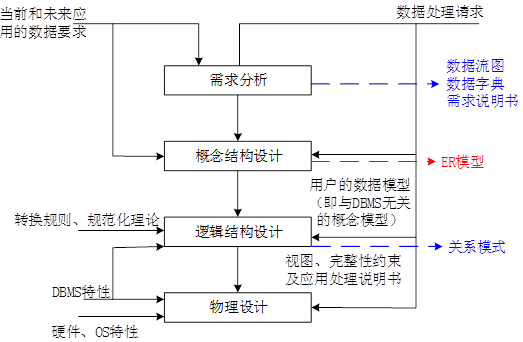 当前和未来应
用的数据要求
数据处理请求
需求分析
数据流图
数据字典
需求说明书
概念结构设计
ER模型
用户的数据模型
（即与DBMS无关
的概念模型）
转换规则、规范化理论
逻辑结构设计
关系模式
视图、完整性约束
及应用处理说明书
DBMS特性
物理设计
硬件、OS特性